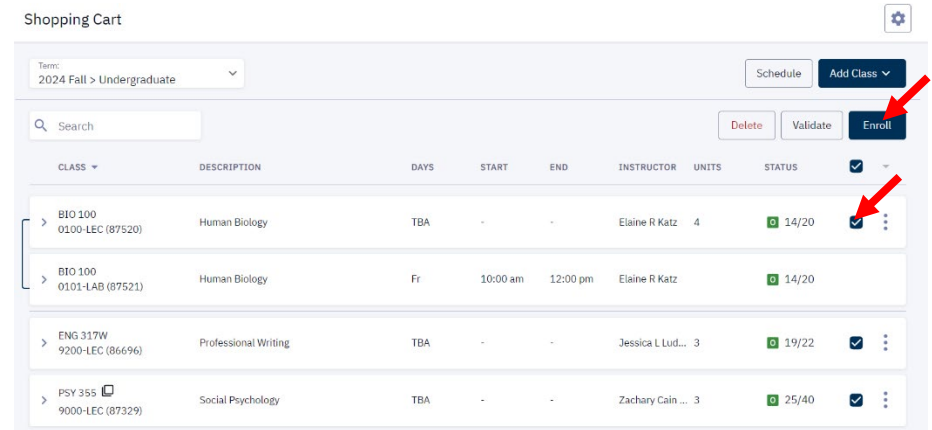 Shopping Cart
Term:
2024 Fall > Undergraduate
Schedule
Add Class
Search
Delete
Validate
Enroll
CLASS DESCRIPTION DAYS START END INSTRUCTOR UNITS STATUS
BIO 100
0100-LEC (87520)
Human Biology TBA - - Elaine R Katz 4 O 14/20
BIO 100
0101-LAB (87521)
Human Biology Fr 10:00 am 12:00 pm Elaine R Katz O 14/20
ENG 317W
9200-LEC (86696)
Professional Writing TBA - - Jessica L Lud... 3 O 19/22
PSY 355
9000-LEC (87329)
Social Psychology TBA - - Zachary Cain ... 3 O 25/40